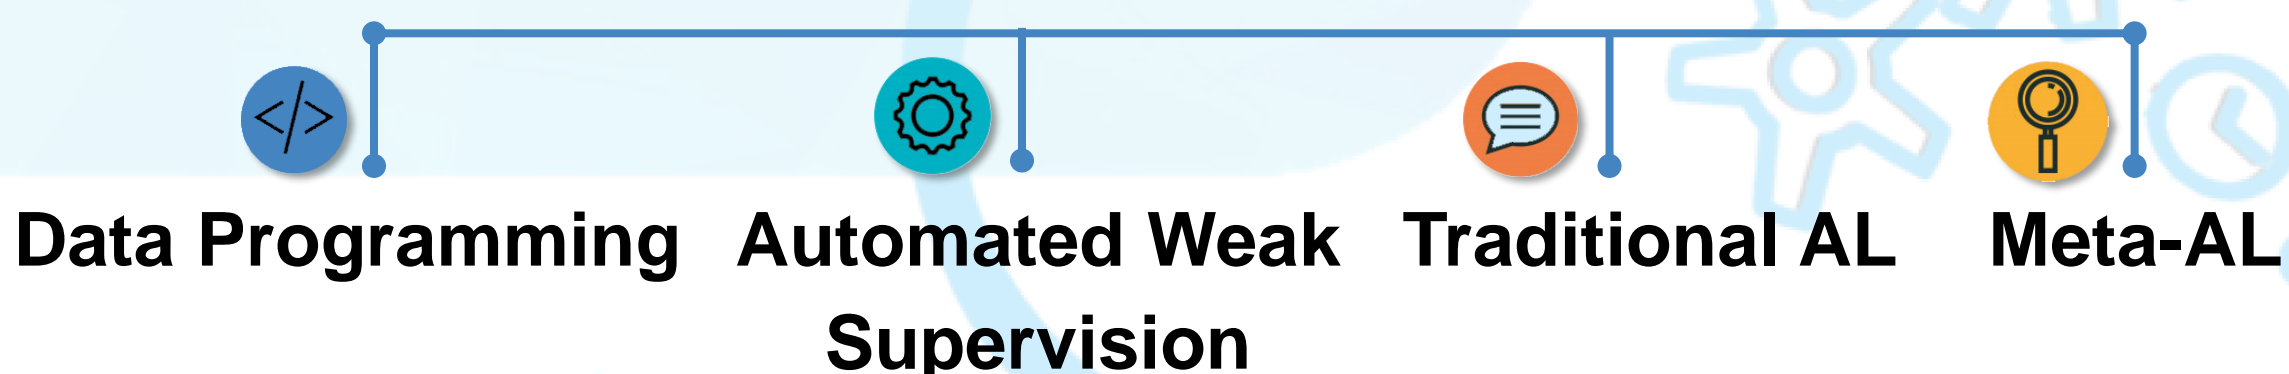 Data Programming
Automated Weak
Supervision
Traditional AL
Meta-AL